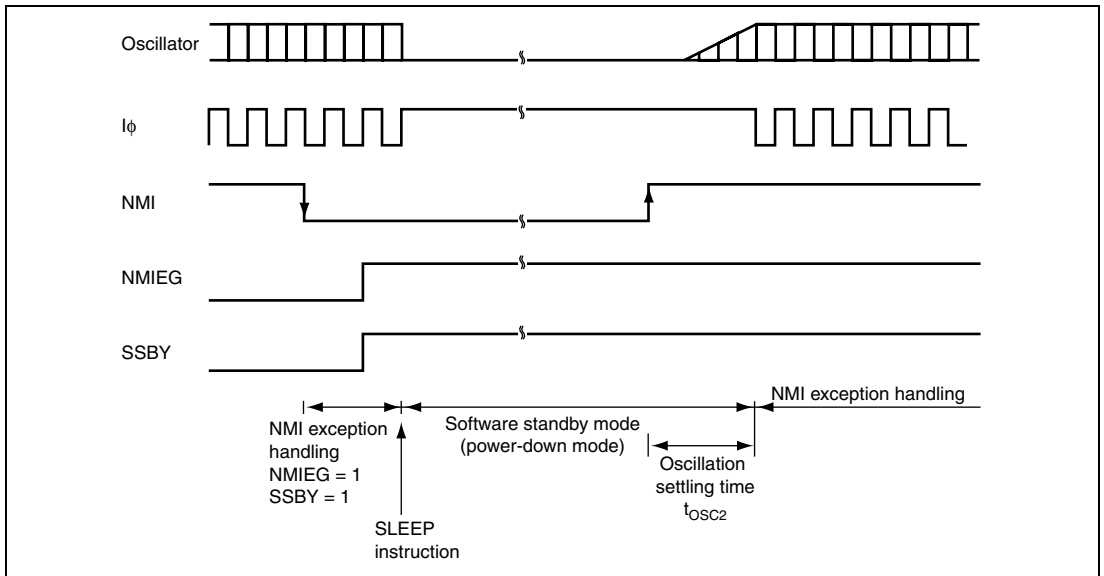 Oscillator
Iϕ
NMI
NMIEG
SSBY
NMI exception
handling
NMIEG = 1
SSBY = 1
SLEEP
instruction
Software standby mode
(power-down mode)
Oscillation
settling time
tOSC2
NMI exception handling